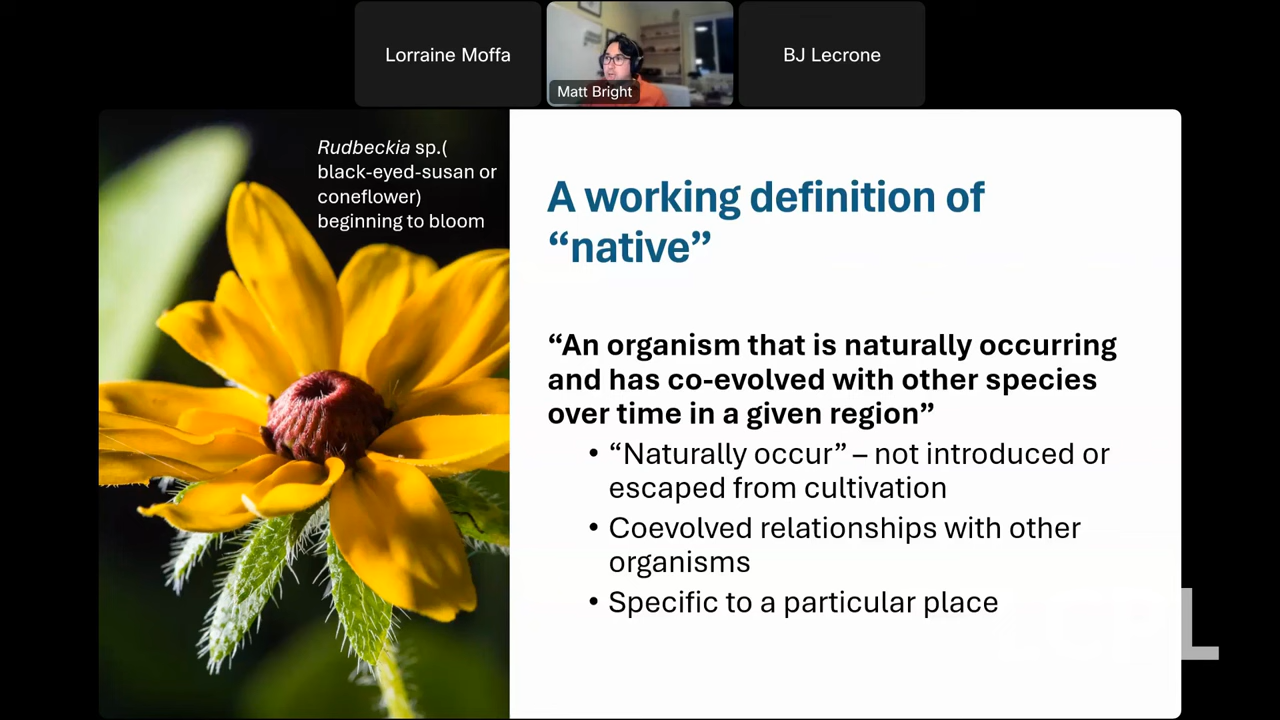 Lorraine Moffa
Matt Bright
BJ Lecrone
Rudbeckia sp.(
black-eyed-susan or
coneflower)
beginning to bloom
A working definition of
“native”
“An organism that is naturally occurring
and has co-evolved with other species
over time in a given region”
• “Naturally occur” – not introduced or
escaped from cultivation
• Coevolved relationships with other
organisms
• Specific to a particular place